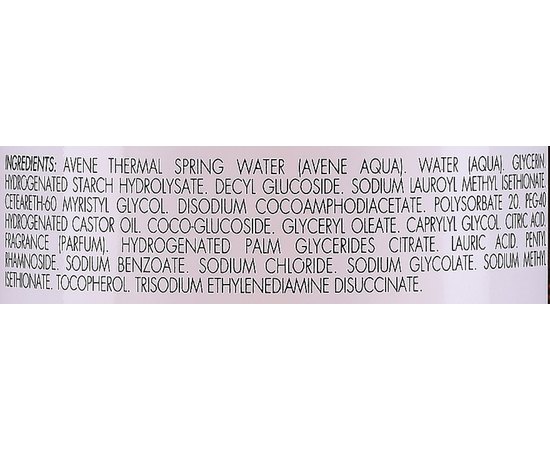 INGREDIENTS: AVENE THERMAL SPRING WATER (AVENE AQUA). WATER (AQUA). GLYCERIN.
HYDROGENATED STARCH HYDROLYSATE. DECYL GLUCOSIDE. SODIUM LAUROYL METHYL ISETHIONATE.
CETEARETH-60 MYRISTYL GLYCOL. DISODIUM COCOAMPHODIACETATE. POLYSORBATE 20. PEG-40
HYDROGENATED CASTOR OIL. COCO-GLUCOSIDE. GLYCERYL OLEATE. CAPRYLYL GLYCOL. CITRIC ACID.
FRAGRANCE (PARFUM). HYDROGENATED PALM GLYCERIDES CITRATE. LAURIC ACID. PENTYL
RHAMNOSIDE. SODIUM BENZOATE. SODIUM CHLORIDE. SODIUM GLYCOLATE. SODIUM METHYL
ISETHIONATE. TOCOPHEROL. TRISODIUM ETHYLENEDIAMINE DISUCCINATE.